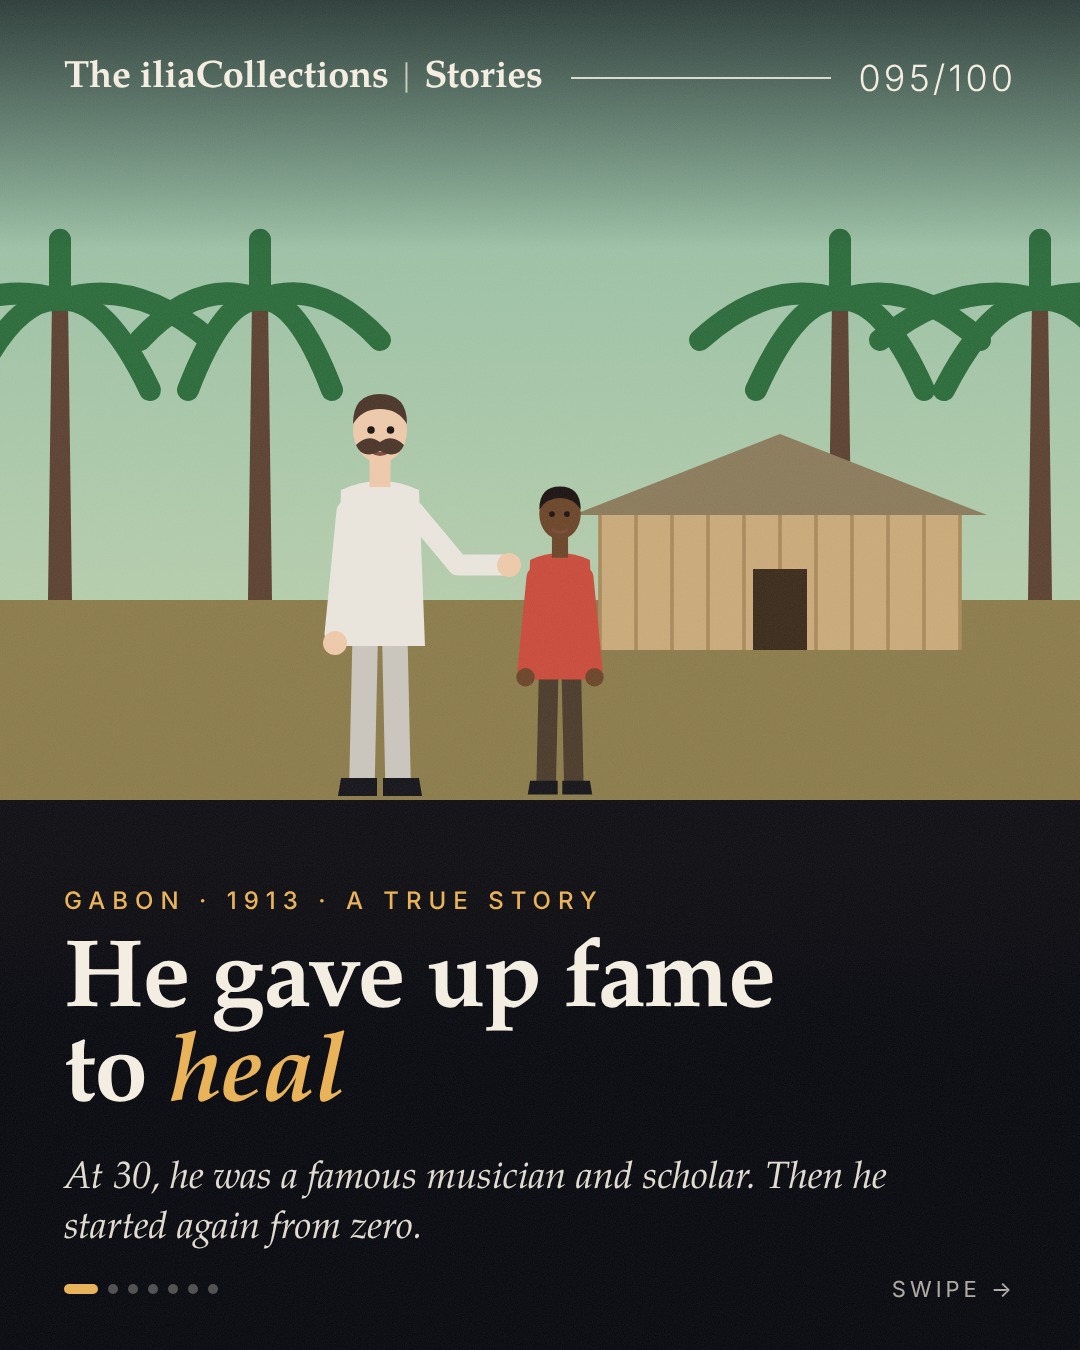 The iliaCollections | Stories 095/100
GABON · 1913 · A TRUE STORY
He gave up fame
to heal
At 30, he was a famous musician and scholar. Then he
started again from zero.
SWIPE →